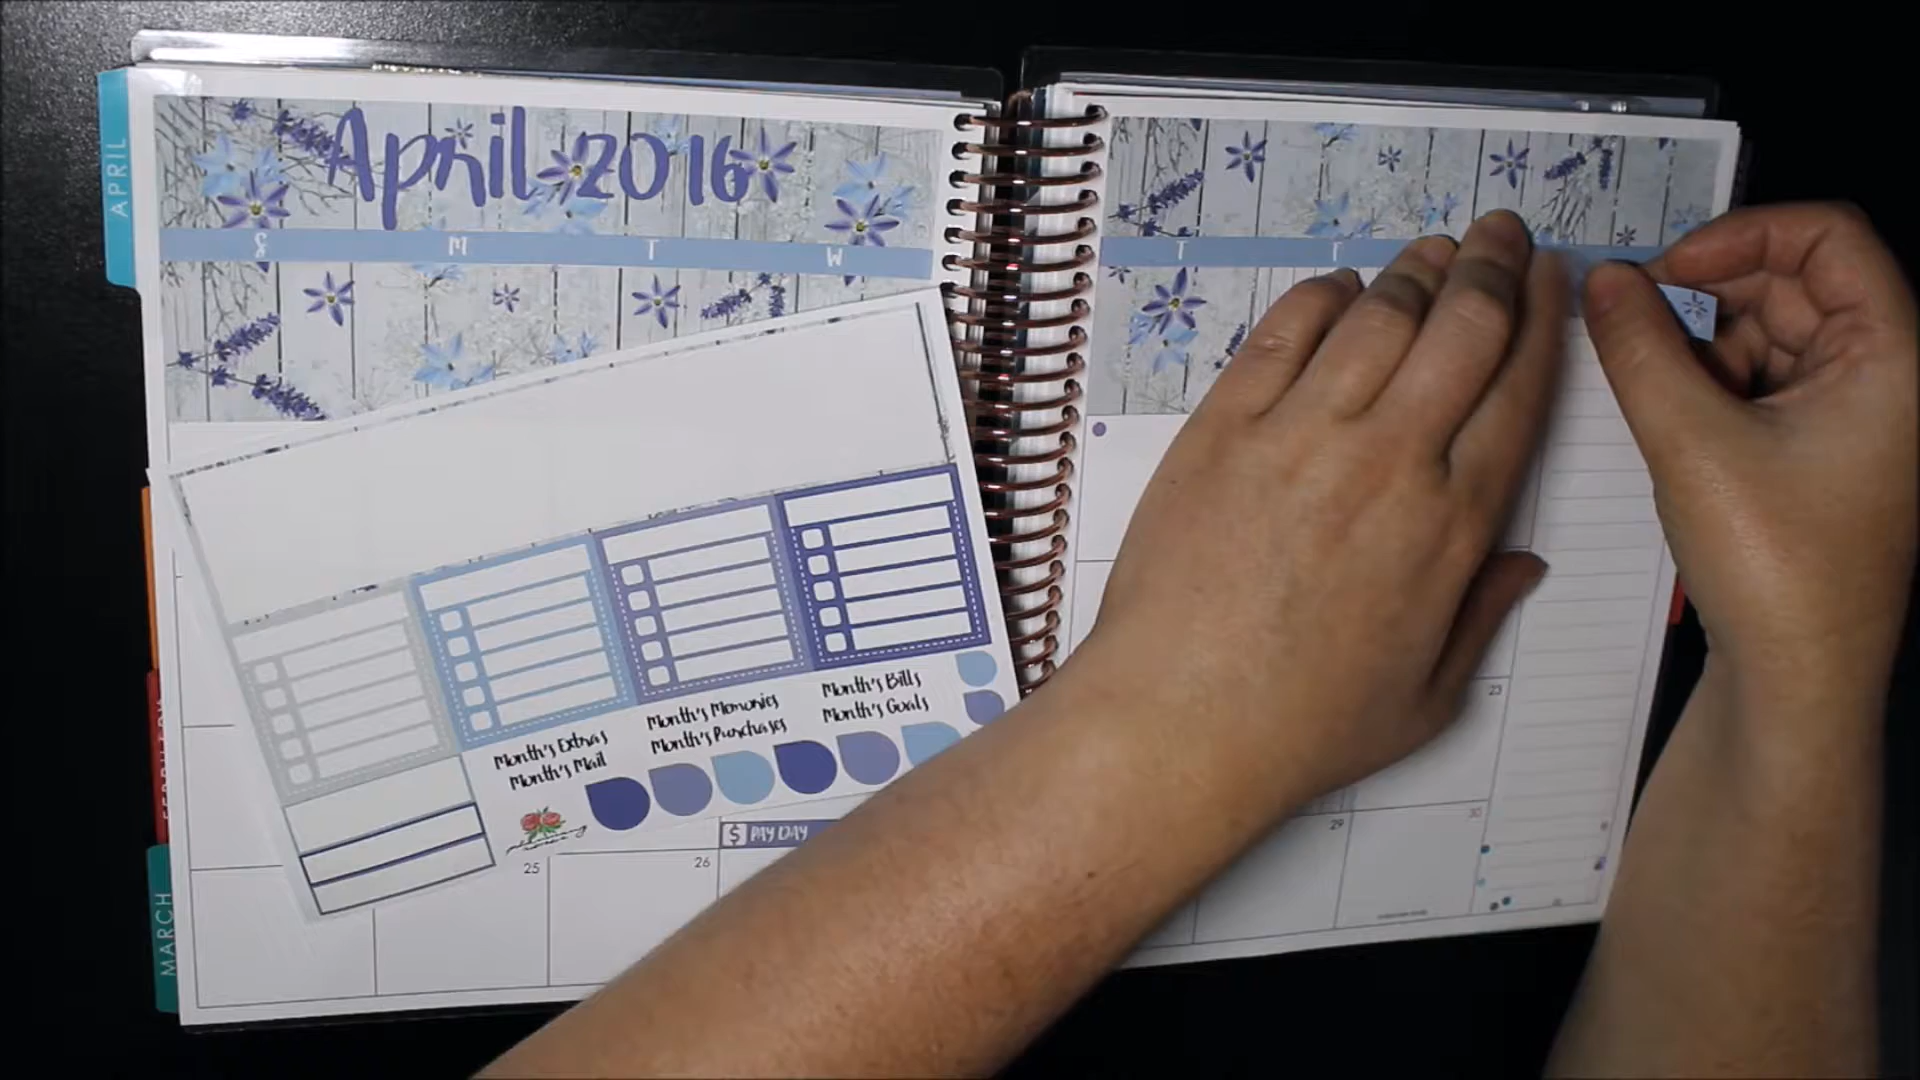 April 2016
APRIL
S M T W
T F
Month's Extras
Month's Mail
Month's Memories
Month's Purchases
Month's Bills
Month's Goals
$ PAY DAY
23
25
26
29
30
FEBRUARY
MARCH